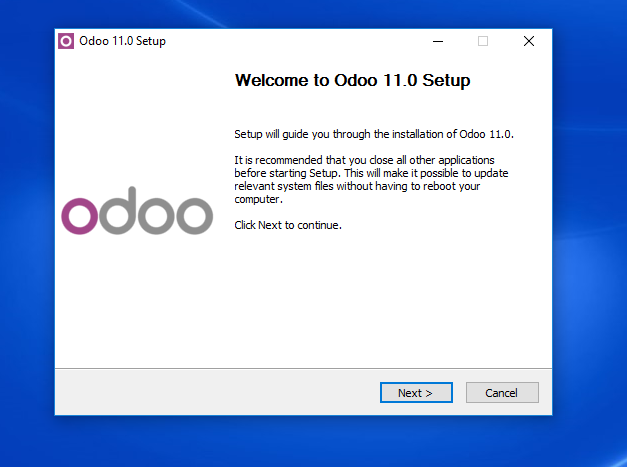 Odoo 11.0 Setup
Welcome to Odoo 11.0 Setup
Setup will guide you through the installation of Odoo 11.0.
It is recommended that you close all other applications
before starting Setup. This will make it possible to update
relevant system files without having to reboot your
computer.
Click Next to continue.
odoo
Next >
Cancel